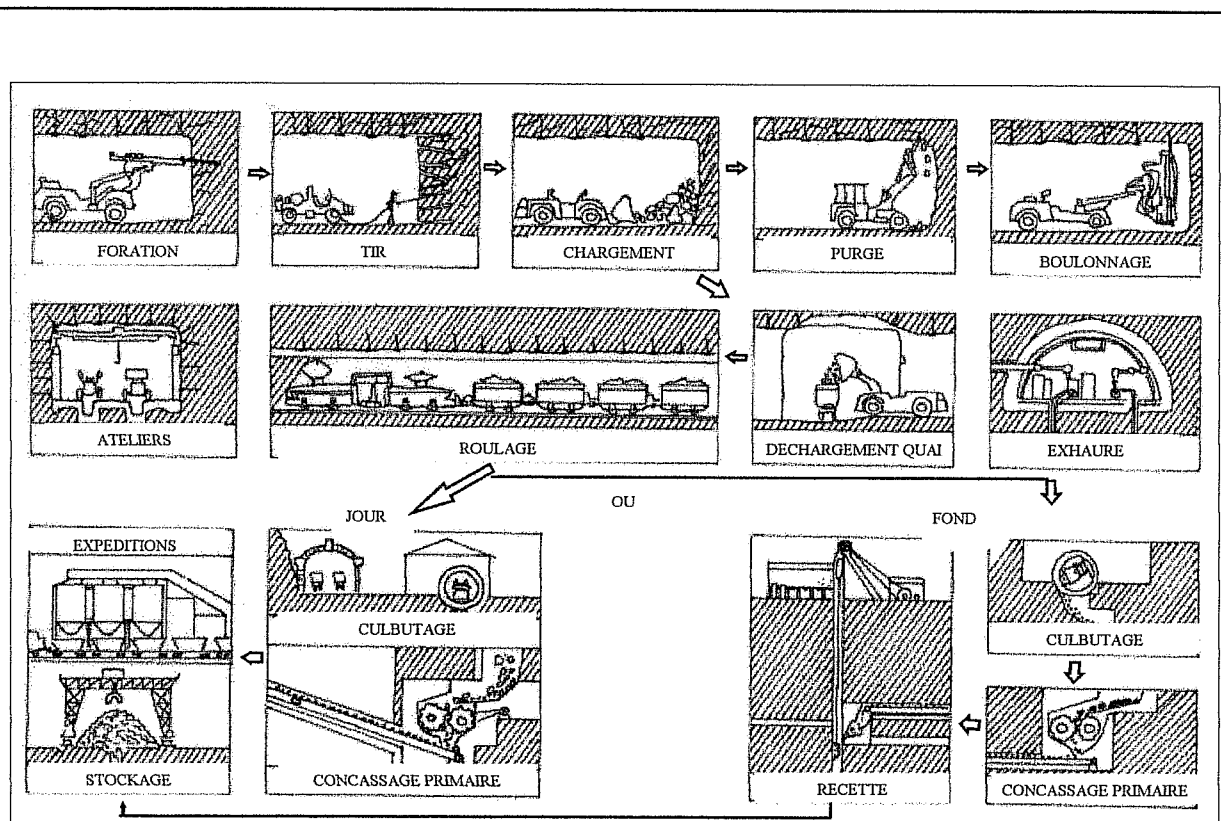 FORATION
TIR
CHARGEMENT
PURGE
BOULONNAGE
ATELIERS
ROULAGE
DECHARGEMENT QUAI
EXHAURE
OU
JOUR
FOND
EXPEDITIONS
CULBUTAGE
CULBUTAGE
STOCKAGE
CONCASSAGE PRIMAIRE
RECETTE
CONCASSAGE PRIMAIRE